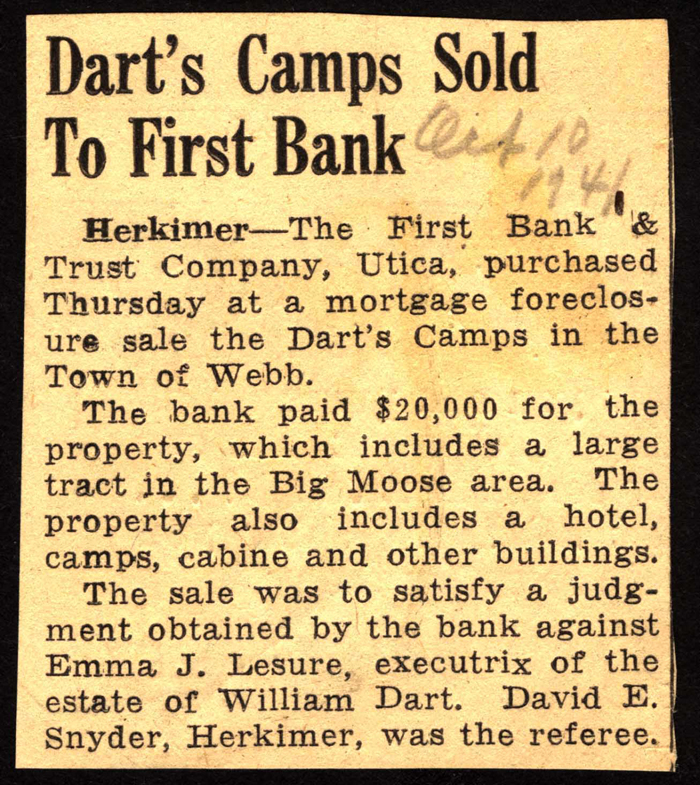 Dart's Camps Sold
To First Bank
Oct 10
1941
Herkimer—The First Bank &
Trust Company, Utica, purchased
Thursday at a mortgage foreclos-
ure sale the Dart's Camps in the
Town of Webb.
The bank paid $20,000 for the
property, which includes a large
tract in the Big Moose area. The
property also includes a hotel,
camps, cabine and other buildings.
The sale was to satisfy a judg-
ment obtained by the bank against
Emma J. Lesure, executrix of the
estate of William Dart. David E.
Snyder, Herkimer, was the referee.